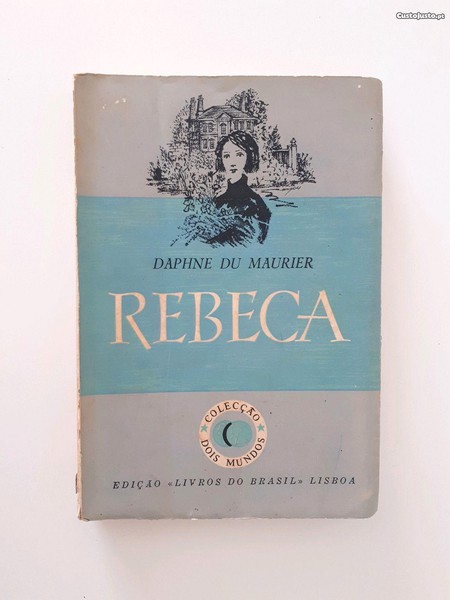 CustoJusto.pt
DAPHNE DU MAURIER
REBECA
COLECÇÃO
DOIS MUNDOS
EDIÇÃO «LIVROS DO BRASIL» LISBOA